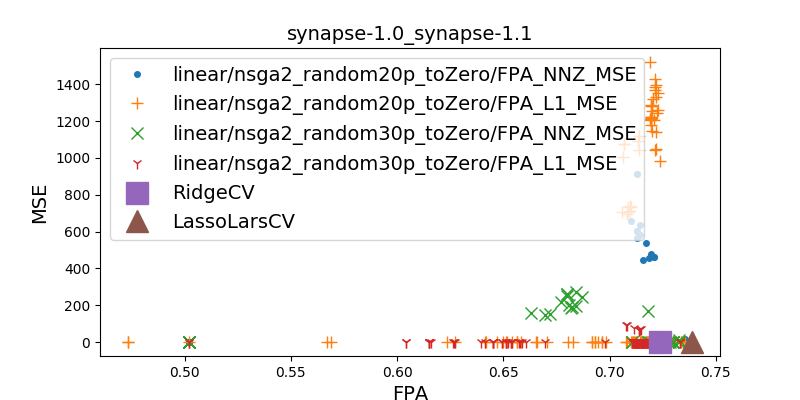 synapse-1.0_synapse-1.1
MSE
1400
1200
1000
800
600
400
200
0
linear/nsga2_random20p_toZero/FPA_NNZ_MSE
linear/nsga2_random20p_toZero/FPA_L1_MSE
linear/nsga2_random30p_toZero/FPA_NNZ_MSE
linear/nsga2_random30p_toZero/FPA_L1_MSE
RidgeCV
LassoLarsCV
0.50 0.55 0.60 0.65 0.70 0.75
FPA